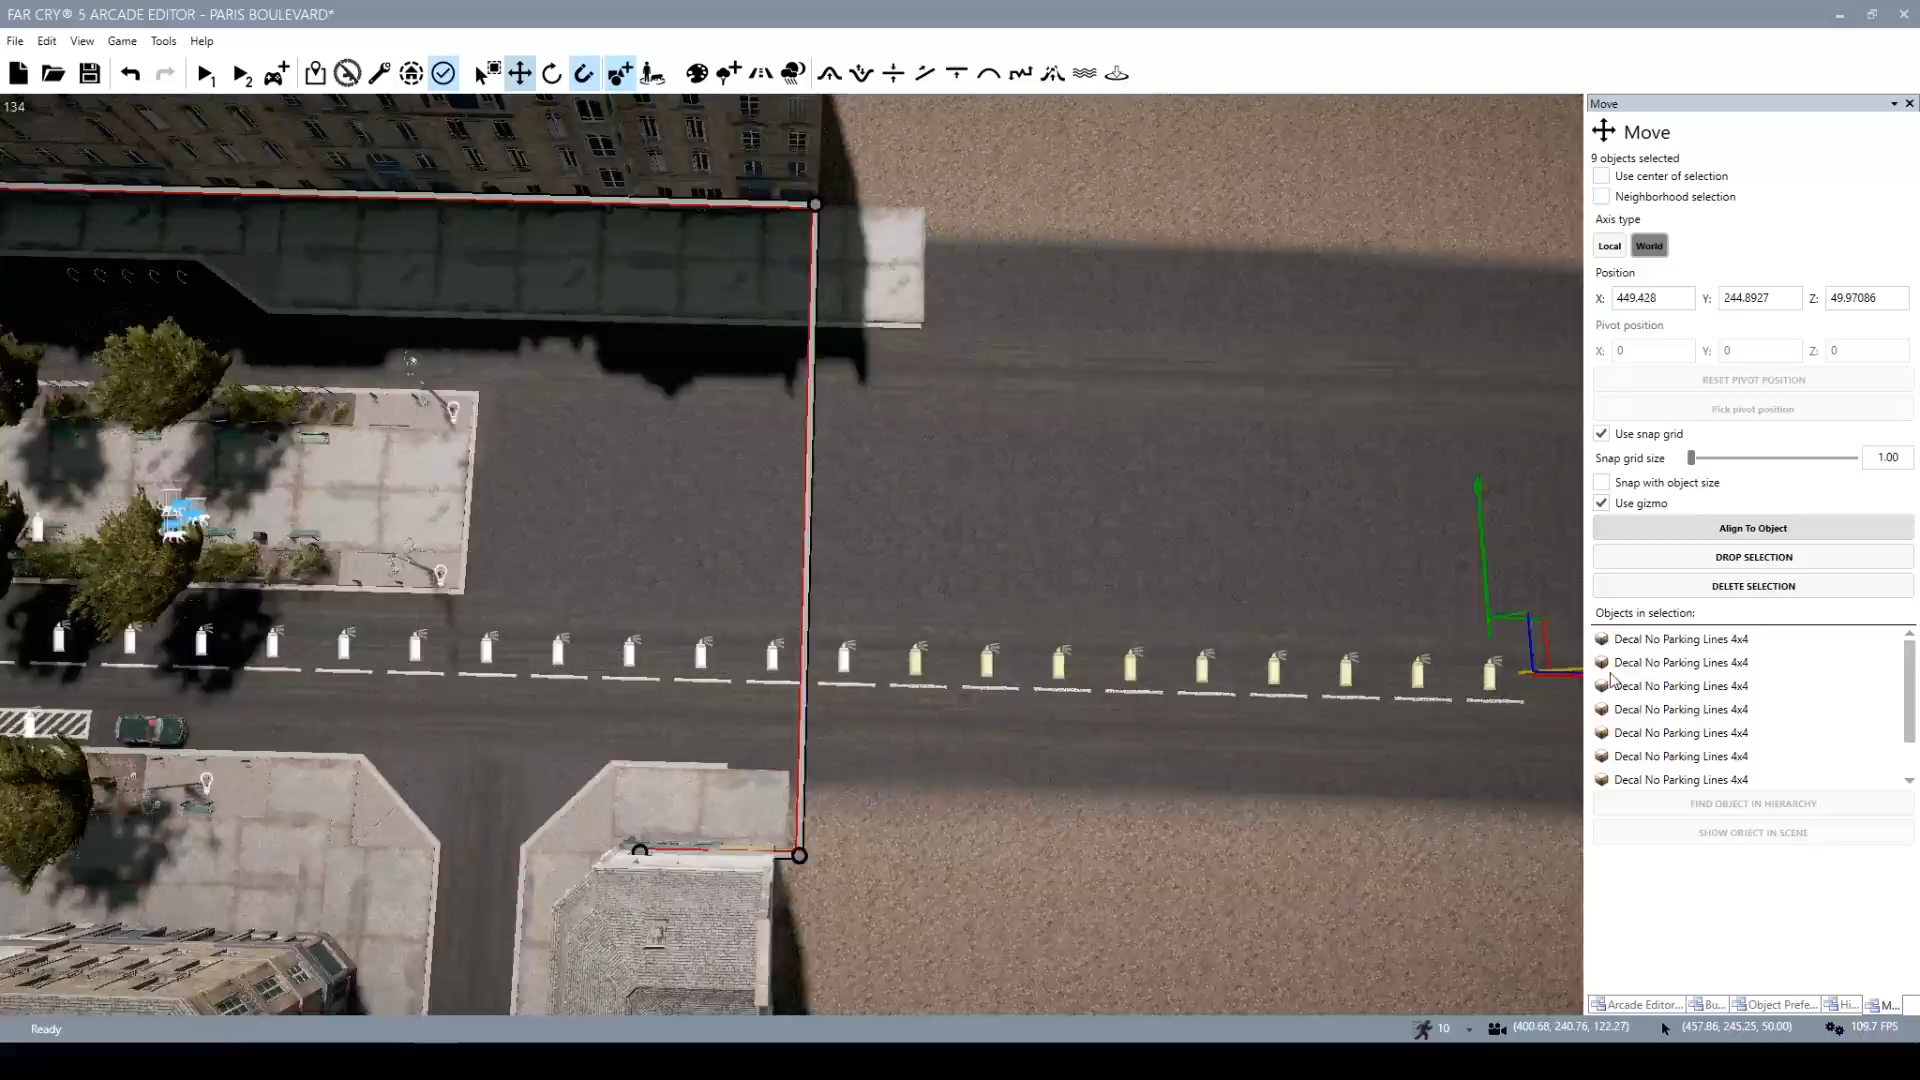 FAR CRY® 5 ARCADE EDITOR - PARIS BOULEVARD*
File Edit View Game Tools Help
1 2
134
Move
Move
9 objects selected
Use center of selection
Neighborhood selection
Axis type
Local World
Position
X: 449.428 Y: 244.8927 Z: 49.97086
Pivot position
X: 0 Y: 0 Z: 0
RESET PIVOT POSITION
Pick pivot position
Use snap grid
Snap grid size 1.00
Snap with object size
Use gizmo
Align To Object
DROP SELECTION
DELETE SELECTION
Objects in selection:
Decal No Parking Lines 4x4
Decal No Parking Lines 4x4
Decal No Parking Lines 4x4
Decal No Parking Lines 4x4
Decal No Parking Lines 4x4
Decal No Parking Lines 4x4
Decal No Parking Lines 4x4
FIND OBJECT IN HIERARCHY
SHOW OBJECT IN SCENE
Arcade Editor... Bu... Object Prefe... Hi... M...
Ready 10 (400.68, 240.76, 122.27) (457.86, 245.25, 50.00) 109.7 FPS